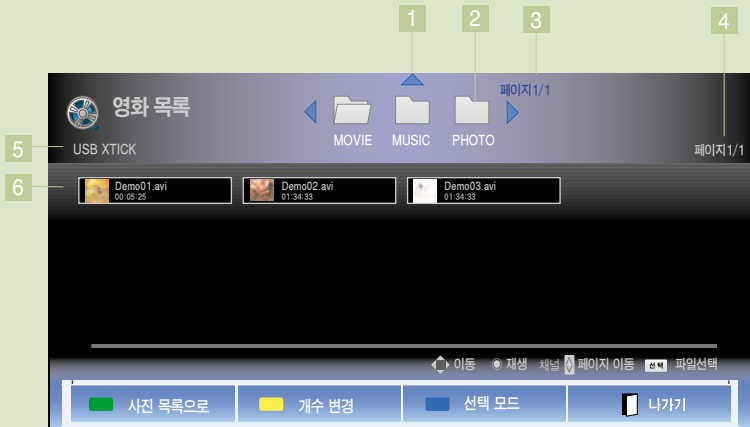 1 2 3 4
페이지1/1
영화 목록
MOVIE MUSIC PHOTO
5 USB XTICK 페이지1/1
6
Demo01.avi Demo02.avi Demo03.avi
00:05:25 01:34:33 01:34:33
이동 재생 채널 페이지 이동 선택 파일선택
사진 목록으로 개수 변경 선택 모드 나가기